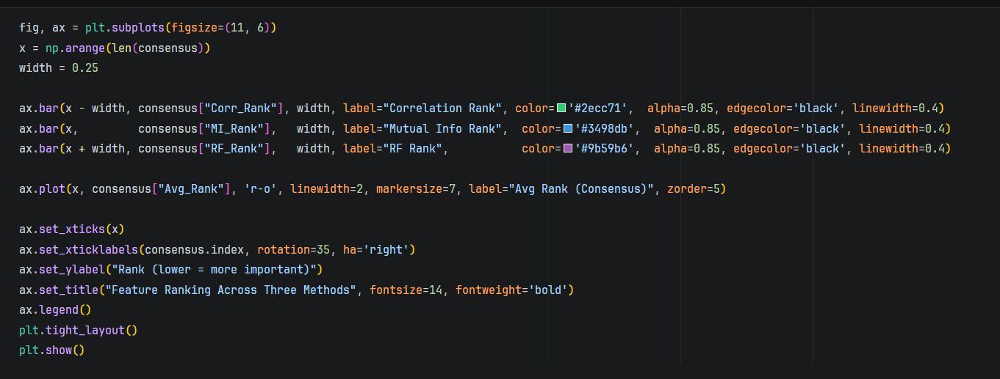 fig, ax = plt.subplots(figsize=(11, 6))
x = np.arange(len(consensus))
width = 0.25
ax.bar(x - width, consensus["Corr_Rank"], width, label="Correlation Rank", color='#2ecc71',  alpha=0.85, edgecolor='black', linewidth=0.4)
ax.bar(x,         consensus["MI_Rank"],   width, label="Mutual Info Rank",  color='#3498db',  alpha=0.85, edgecolor='black', linewidth=0.4)
ax.bar(x + width, consensus["RF_Rank"],   width, label="RF Rank",           color='#9b59b6',  alpha=0.85, edgecolor='black', linewidth=0.4)
ax.plot(x, consensus["Avg_Rank"], 'r-o', linewidth=2, markersize=7, label="Avg Rank (Consensus)", zorder=5)
ax.set_xticks(x)
ax.set_xticklabels(consensus.index, rotation=35, ha='right')
ax.set_ylabel("Rank (lower = more important)")
ax.set_title("Feature Ranking Across Three Methods", fontsize=14, fontweight='bold')
ax.legend()
plt.tight_layout()
plt.show()